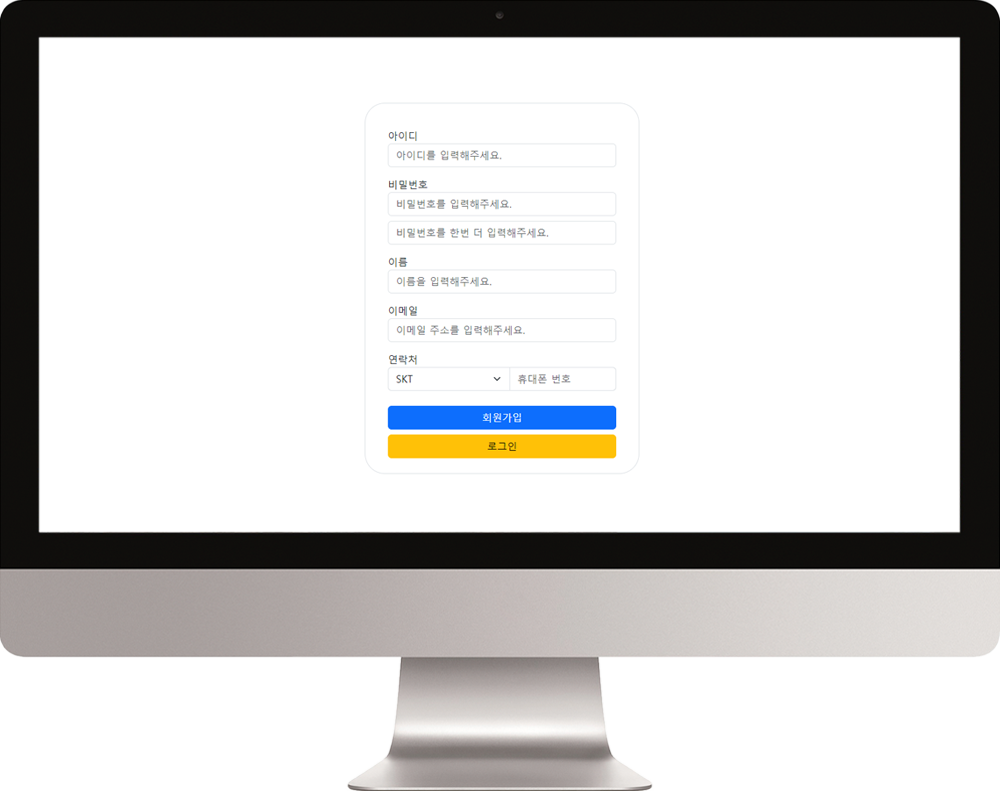 아이디
아이디를 입력해주세요.
비밀번호
비밀번호를 입력해주세요.
비밀번호를 한번 더 입력해주세요.
이름
이름을 입력해주세요.
이메일
이메일 주소를 입력해주세요.
연락처
SKT 휴대폰 번호
회원가입
로그인